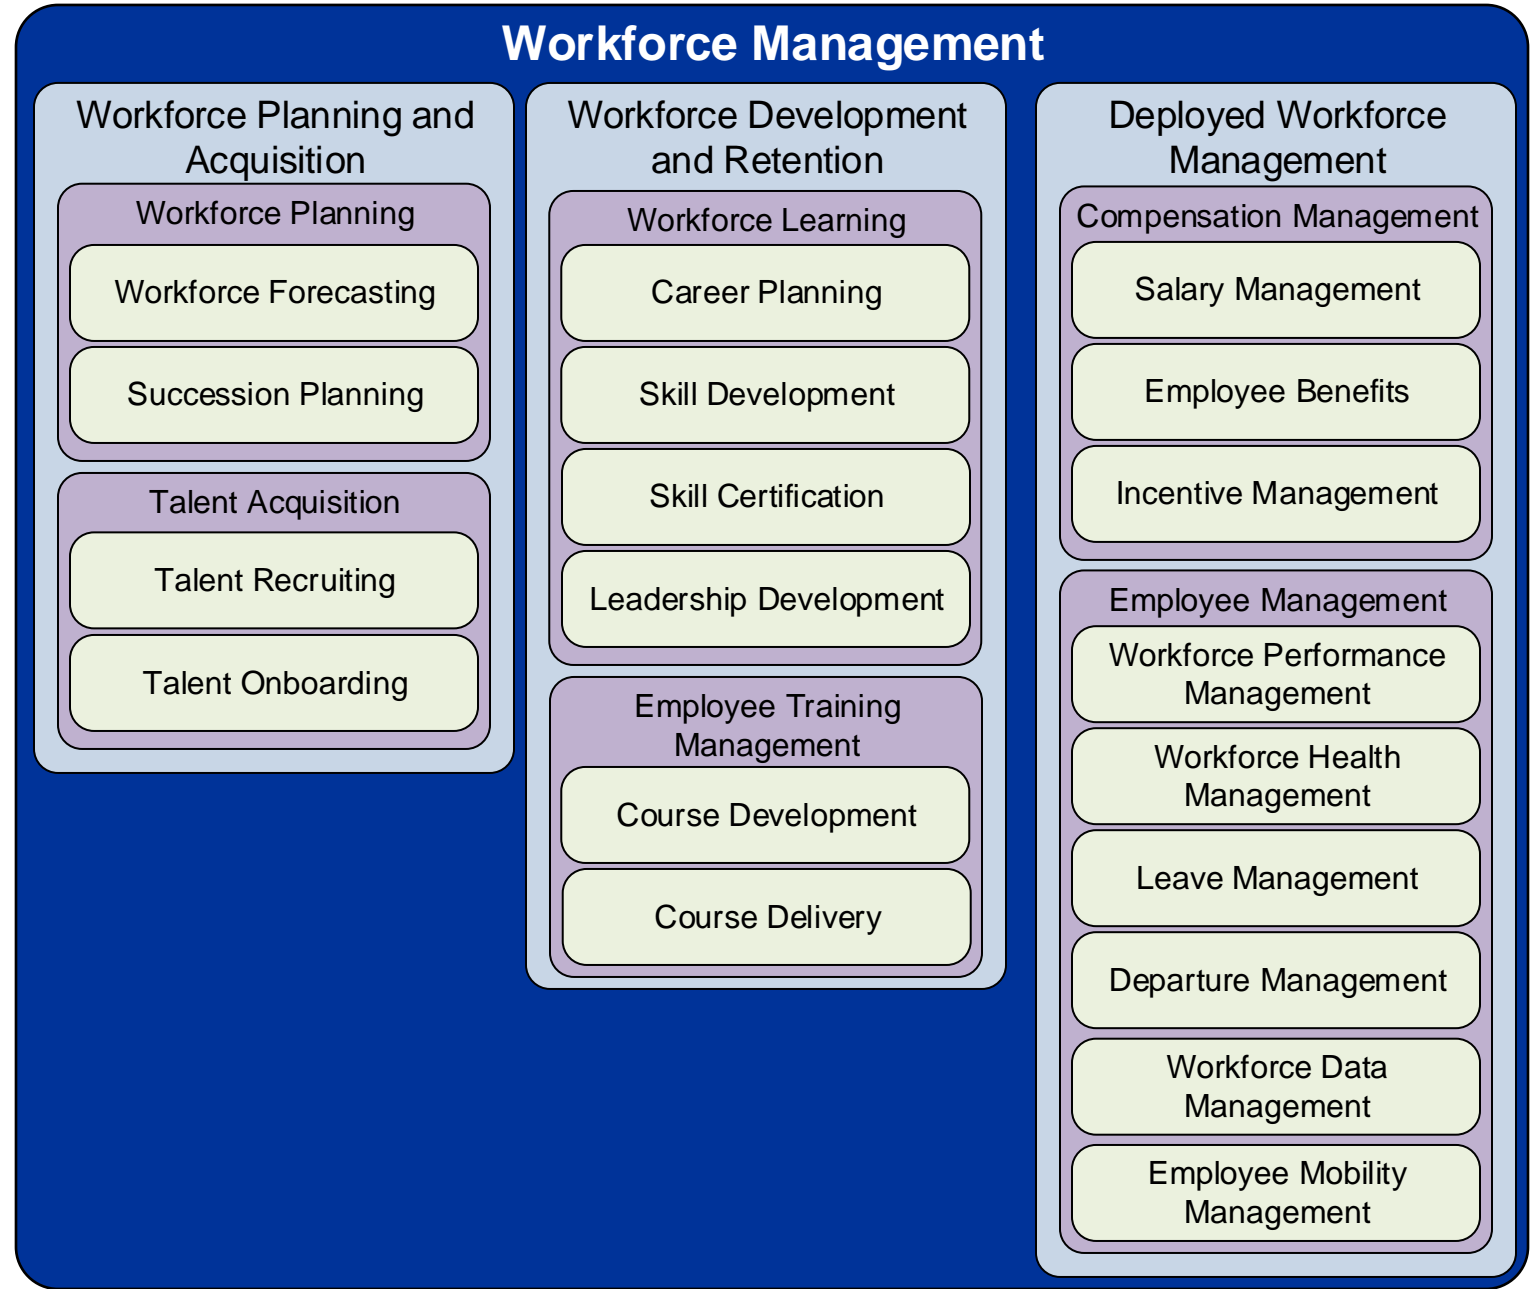 Workforce Management
Workforce Planning and
Acquisition
Workforce Planning
Workforce Forecasting
Succession Planning
Talent Acquisition
Talent Recruiting
Talent Onboarding
Workforce Development
and Retention
Workforce Learning
Career Planning
Skill Development
Skill Certification
Leadership Development
Employee Training
Management
Course Development
Course Delivery
Deployed Workforce
Management
Compensation Management
Salary Management
Employee Benefits
Incentive Management
Employee Management
Workforce Performance
Management
Workforce Health
Management
Leave Management
Departure Management
Workforce Data
Management
Employee Mobility
Management